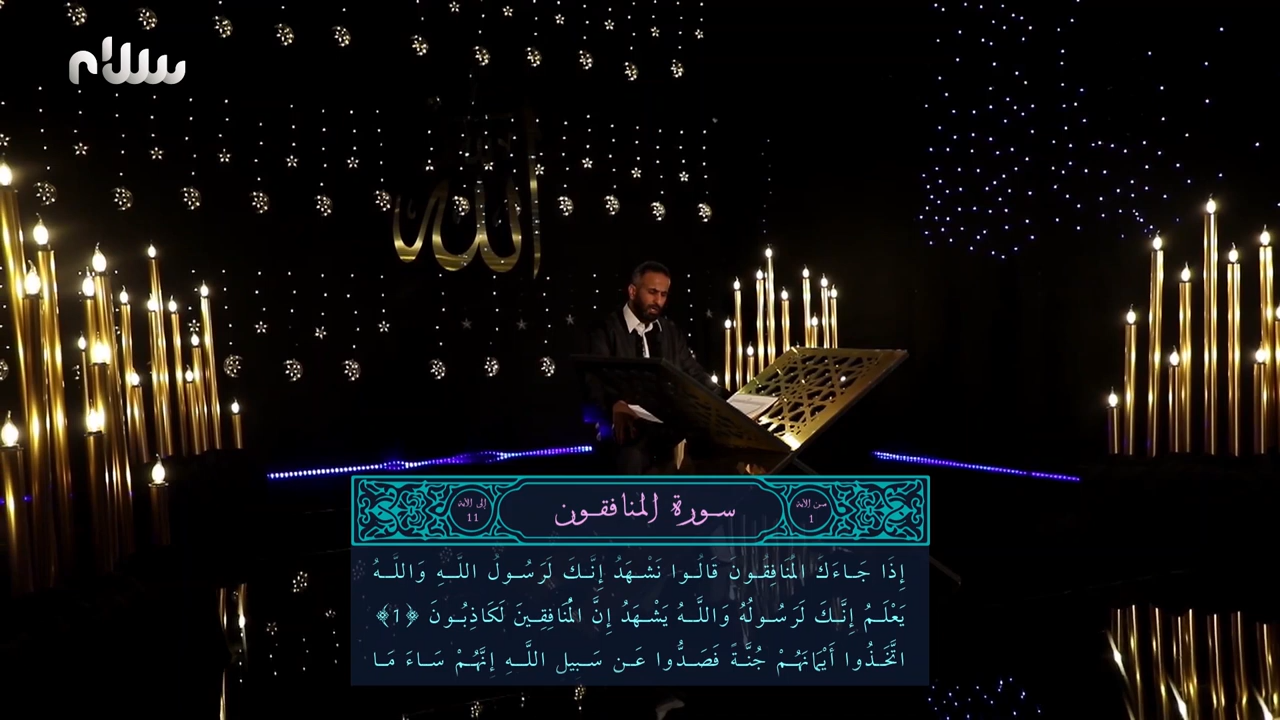 سلام
الله
سورة المنافقون
من الآية
1
إلى الآية
11
إِذَا جَاءَكَ الْمُنَافِقُونَ قَالُوا نَشْهَدُ إِنَّكَ لَرَسُولُ اللَّهِ وَاللَّهُ
يَعْلَمُ إِنَّكَ لَرَسُولُهُ وَاللَّهُ يَشْهَدُ إِنَّ الْمُنَافِقِينَ لَكَاذِبُونَ ﴿1﴾
اتَّخَذُوا أَيْمَانَهُمْ جُنَّةً فَصَدُّوا عَن سَبِيلِ اللَّهِ إِنَّهُمْ سَاءَ مَا